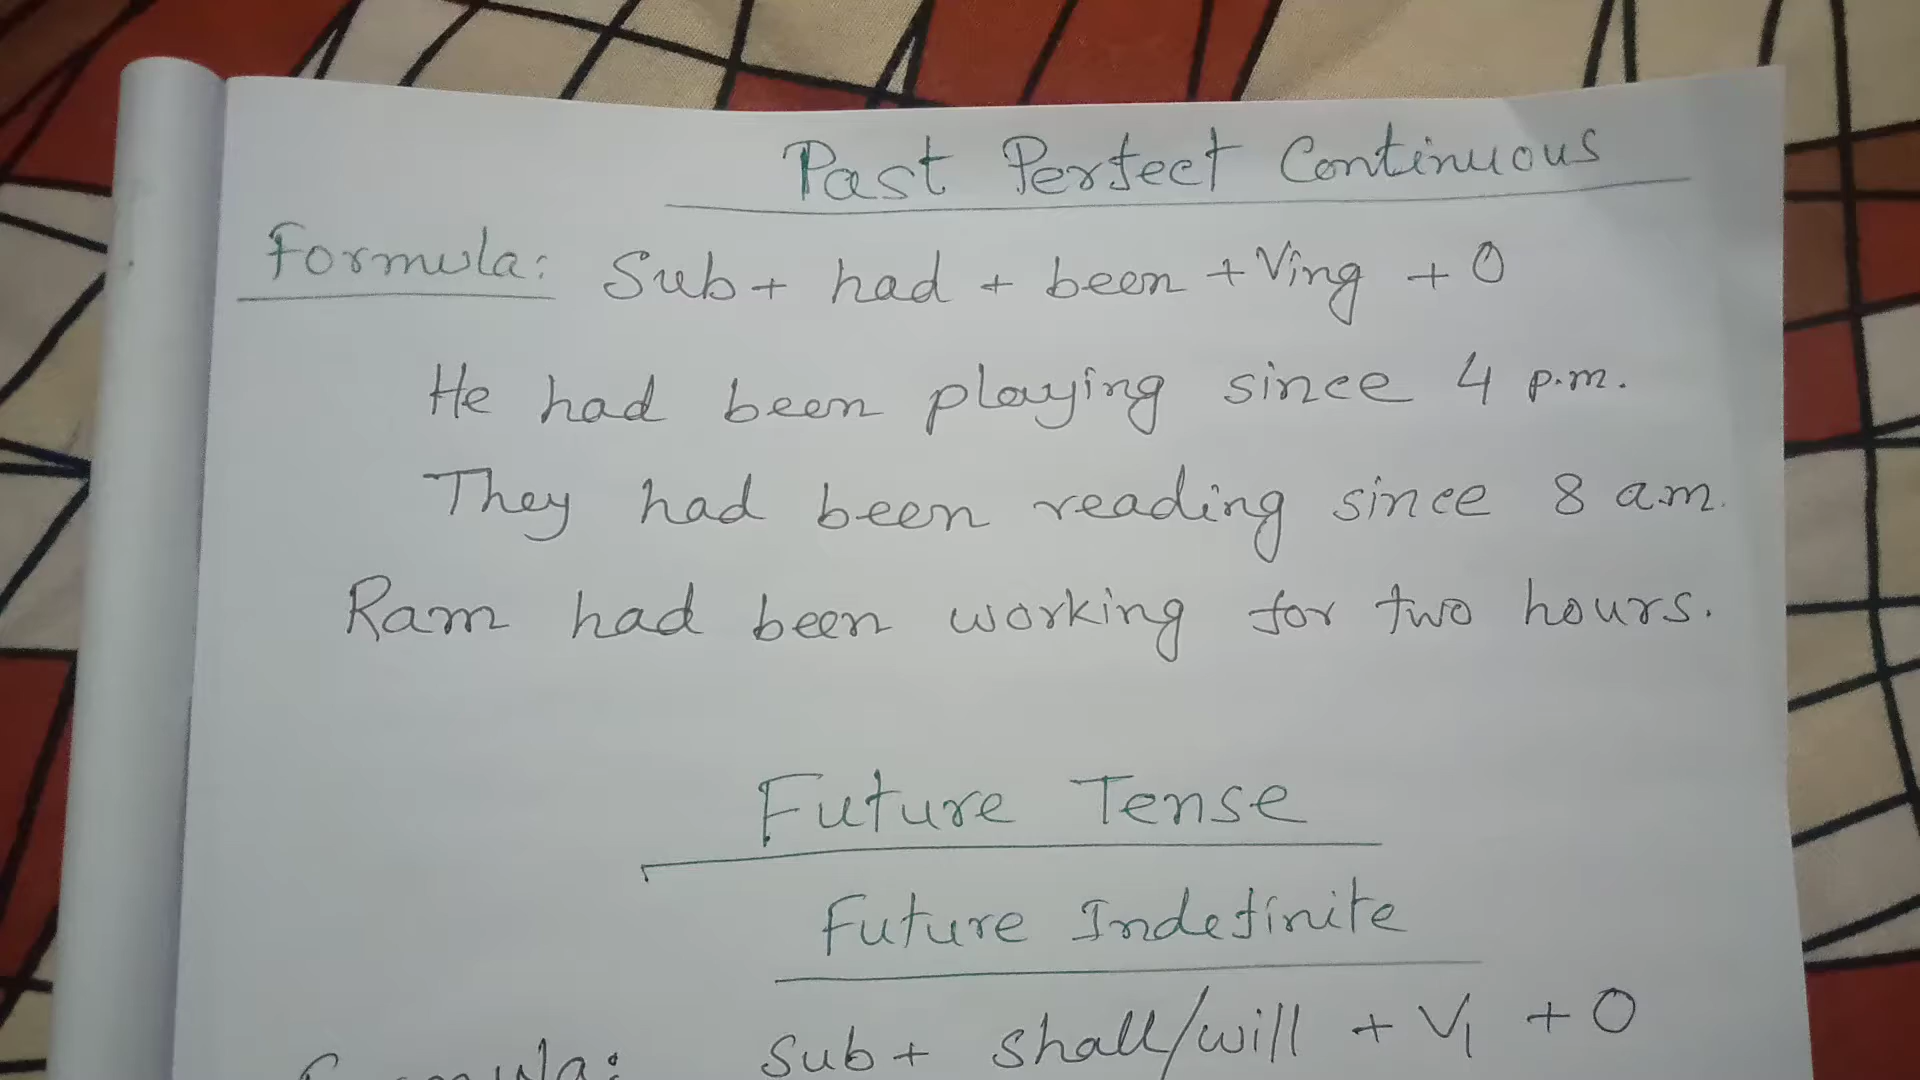 Past Perfect Continuous
Formula: Sub + had + been + Ving + O
He had been playing since 4 p.m.
They had been reading since 8 a.m.
Ram had been working for two hours.
Future Tense
Future Indefinite
Formula: Sub + shall/will + V1 + O